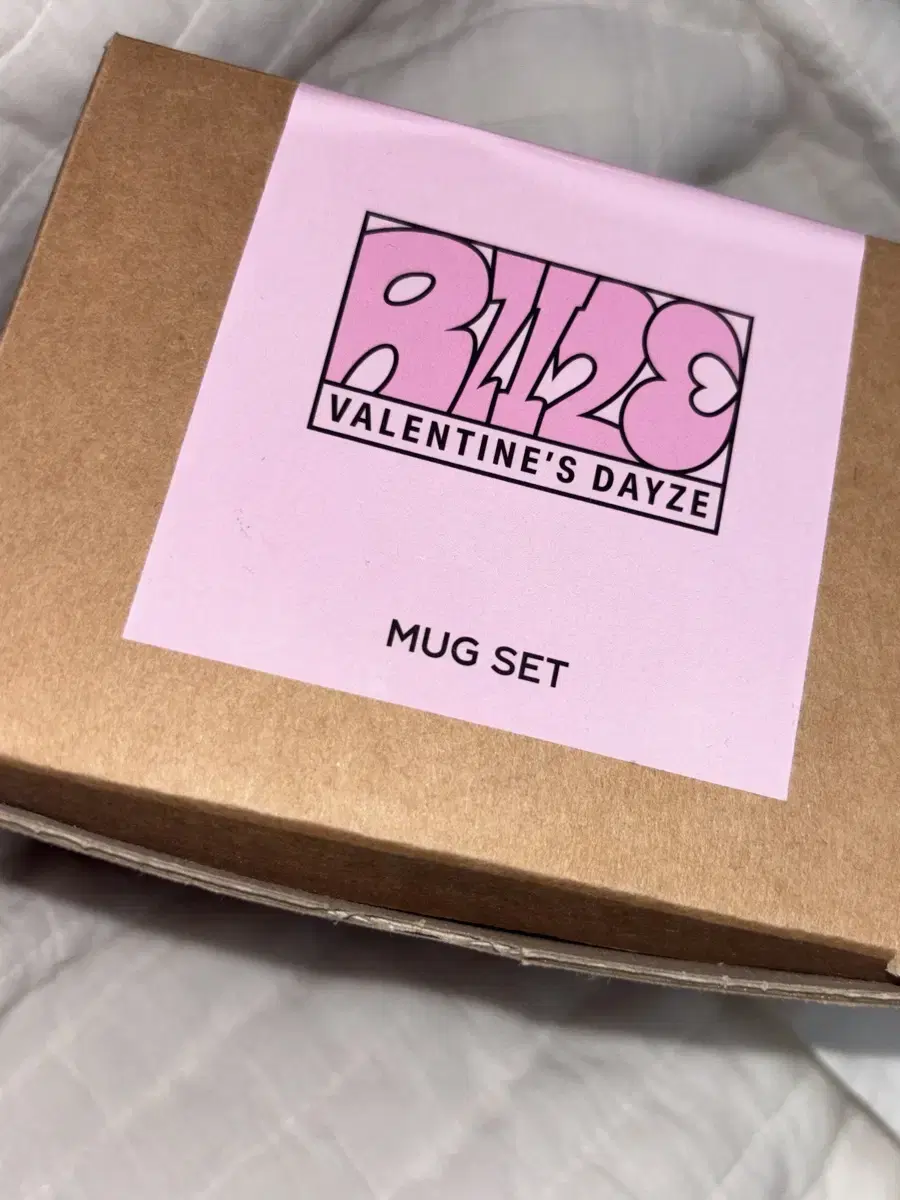 RIIZE
VALENTINE'S DAYZE
MUG SET